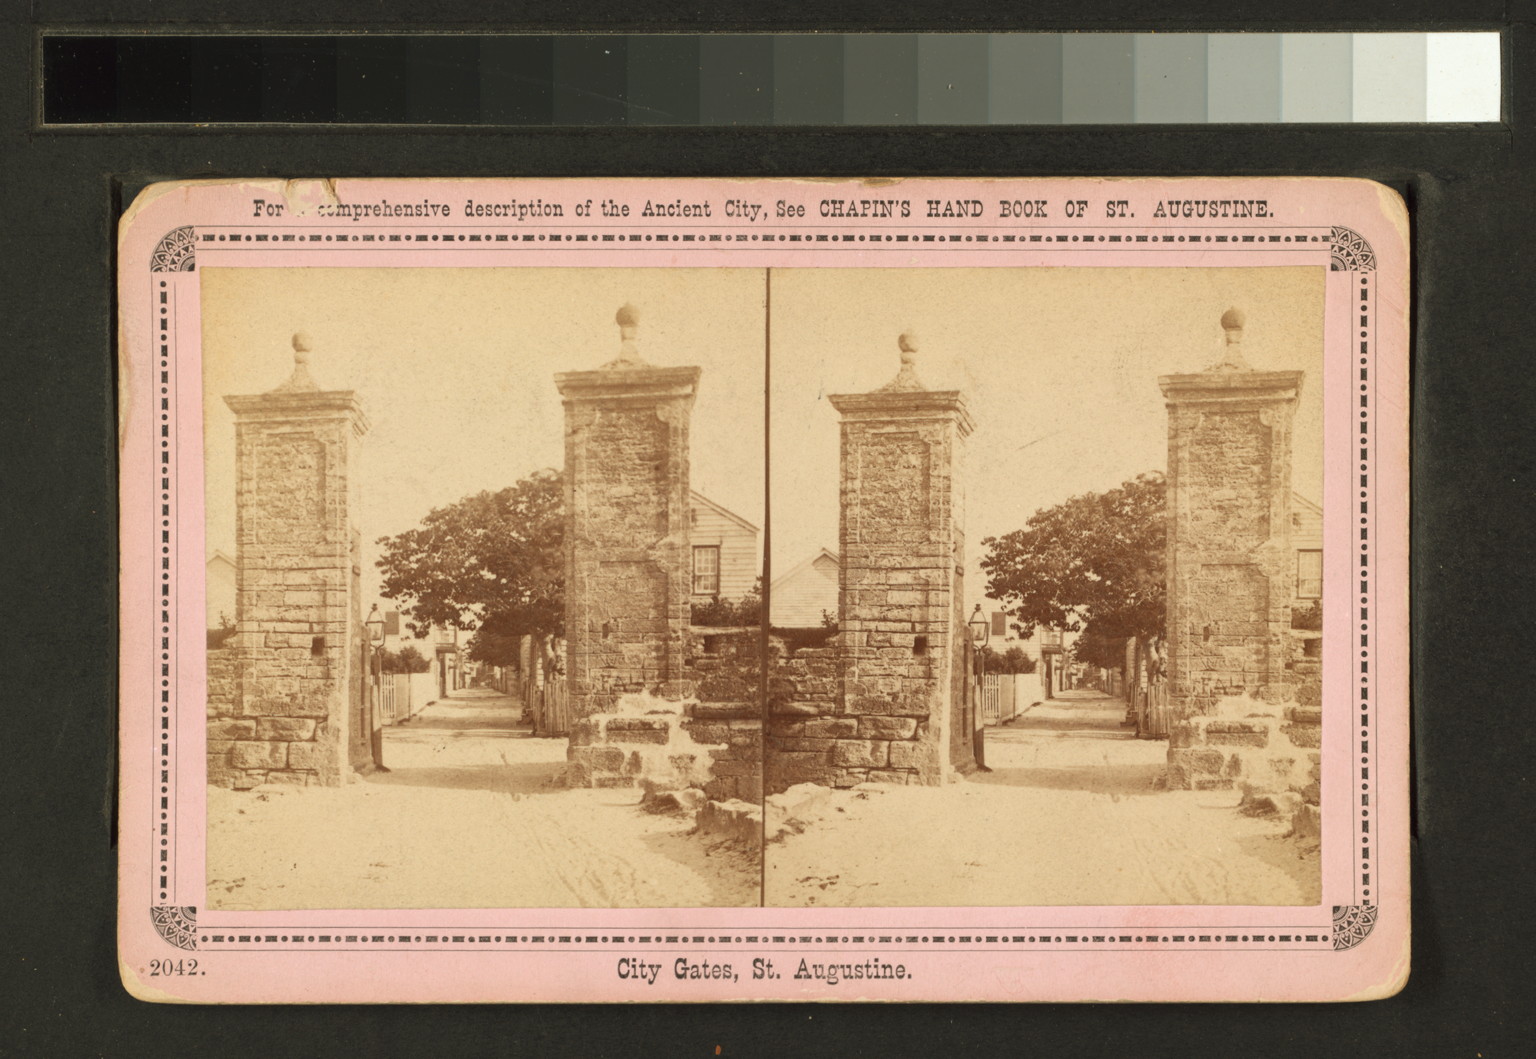 For a comprehensive description of the Ancient City, See CHAPIN'S HAND BOOK OF ST. AUGUSTINE.
2042.
City Gates, St. Augustine.